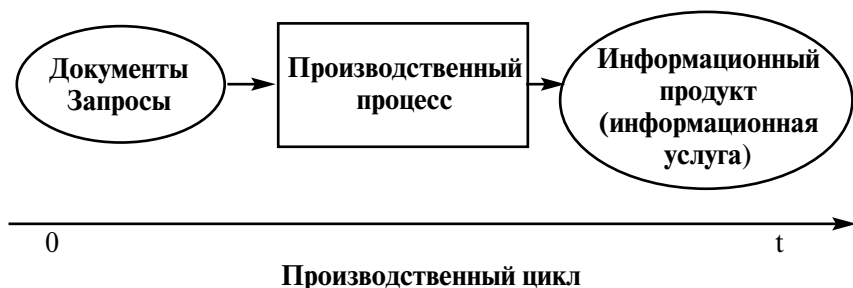 Документы
Запросы
Производственный
процесс
Информационный
продукт
(информационная
услуга)
0
t
Производственный цикл